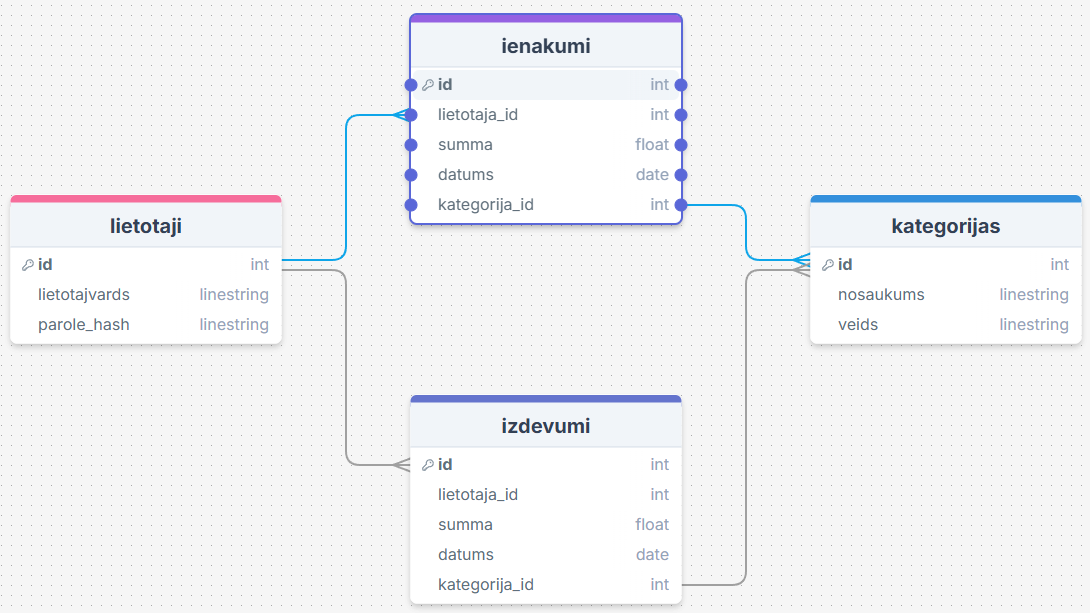 ienakumi
id int
lietotaja_id int
summa float
datums date
kategorija_id int
lietotaji
id int
lietotajvards linestring
parole_hash linestring
kategorijas
id int
nosaukums linestring
veids linestring
izdevumi
id int
lietotaja_id int
summa float
datums date
kategorija_id int